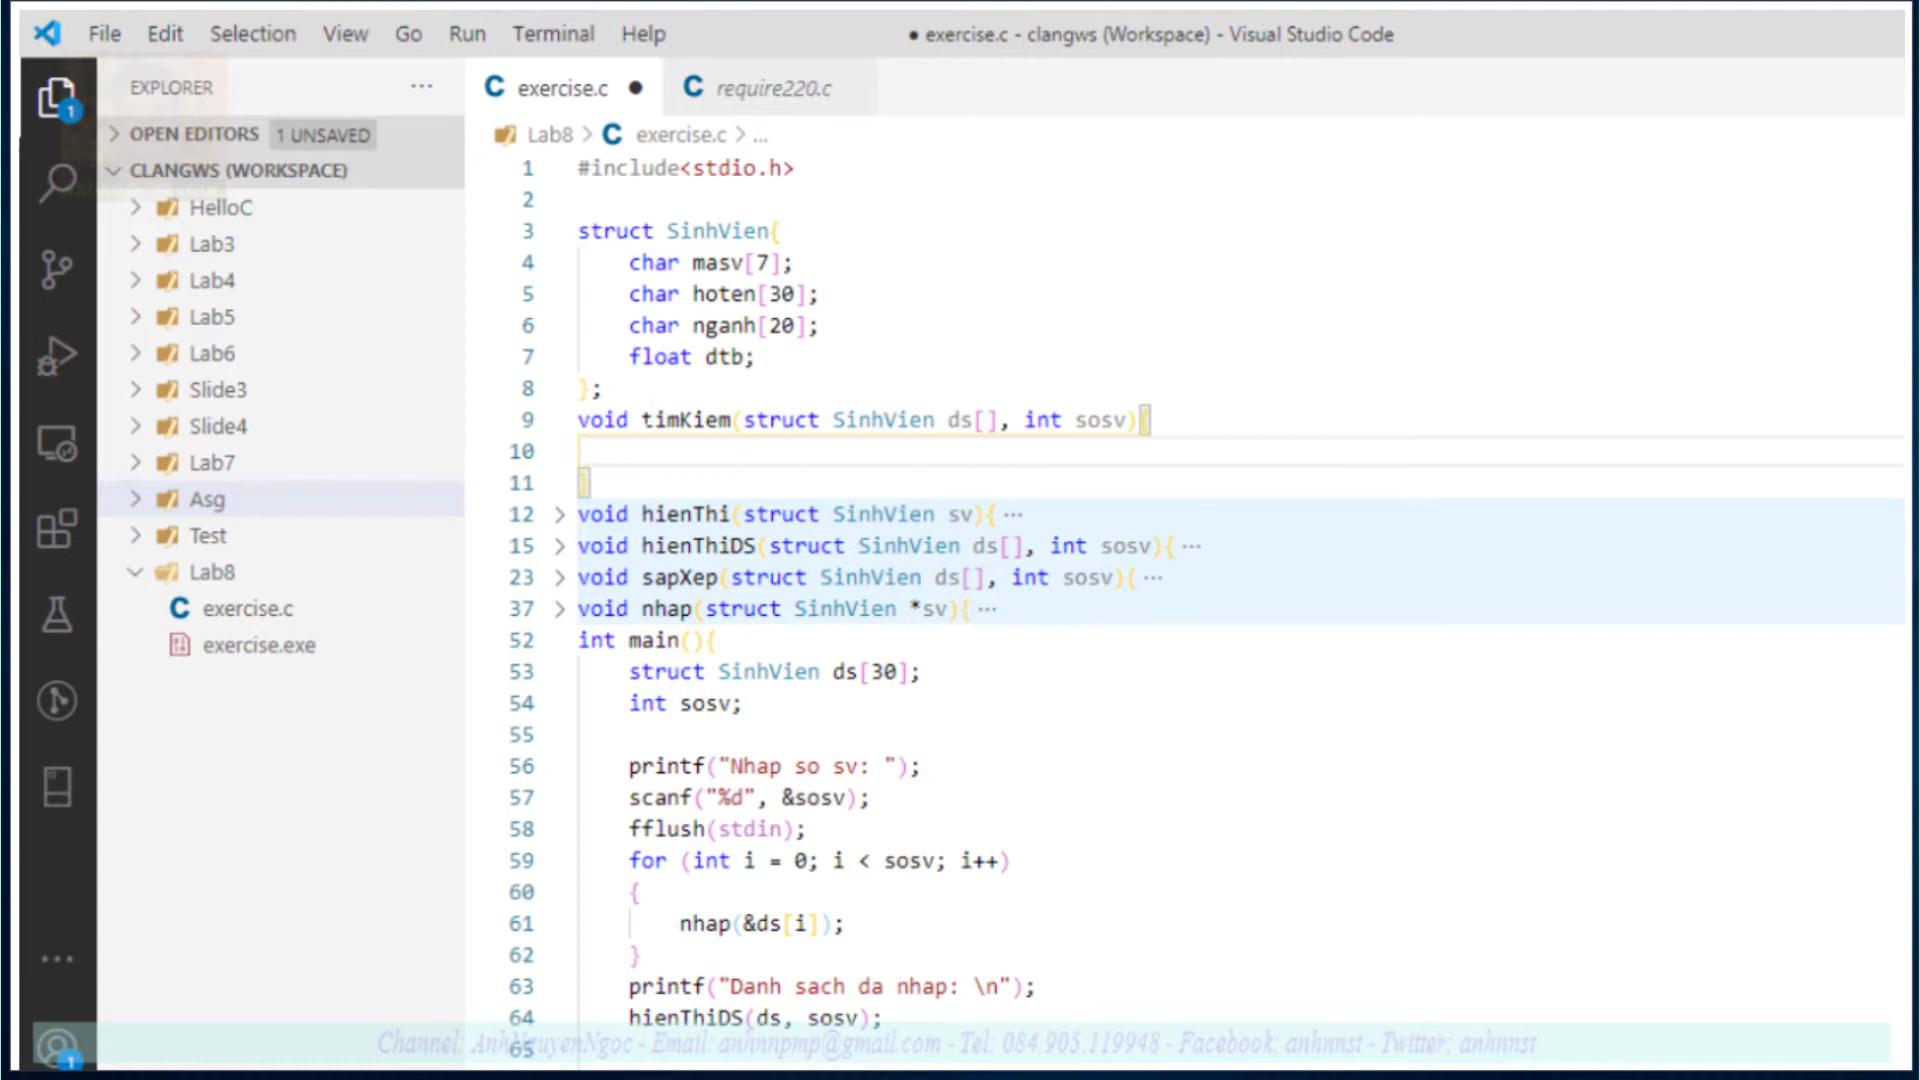 File Edit Selection View Go Run Terminal Help
● exercise.c - clangws (Workspace) - Visual Studio Code
EXPLORER ...
OPEN EDITORS 1 UNSAVED
CLANGWS (WORKSPACE)
HelloC
Lab3
Lab4
Lab5
Lab6
Slide3
Slide4
Lab7
Asg
Test
Lab8
C exercise.c
exercise.exe
1
1
C exercise.c ● C require220.c
Lab8 > C exercise.c > ...
1 #include<stdio.h>
2
3 struct SinhVien{
4     char masv[7];
5     char hoten[30];
6     char nganh[20];
7     float dtb;
8 };
9 void timKiem(struct SinhVien ds[], int sosv){
10
11 }
12 > void hienThi(struct SinhVien sv){ ...
15 > void hienThiDS(struct SinhVien ds[], int sosv){ ...
23 > void sapXep(struct SinhVien ds[], int sosv){ ...
37 > void nhap(struct SinhVien *sv){ ...
52 int main(){
53     struct SinhVien ds[30];
54     int sosv;
55
56     printf("Nhap so sv: ");
57     scanf("%d", &sosv);
58     fflush(stdin);
59     for (int i = 0; i < sosv; i++)
60     {
61         nhap(&ds[i]);
62     }
63     printf("Danh sach da nhap: \n");
64     hienThiDS(ds, sosv);
65
Channel: AnhNguyenNgoc - Email: anhnnpmp@gmail.com - Tel: 084.905.119948 - Facebook: anhnnst - Twitter: anhnnst